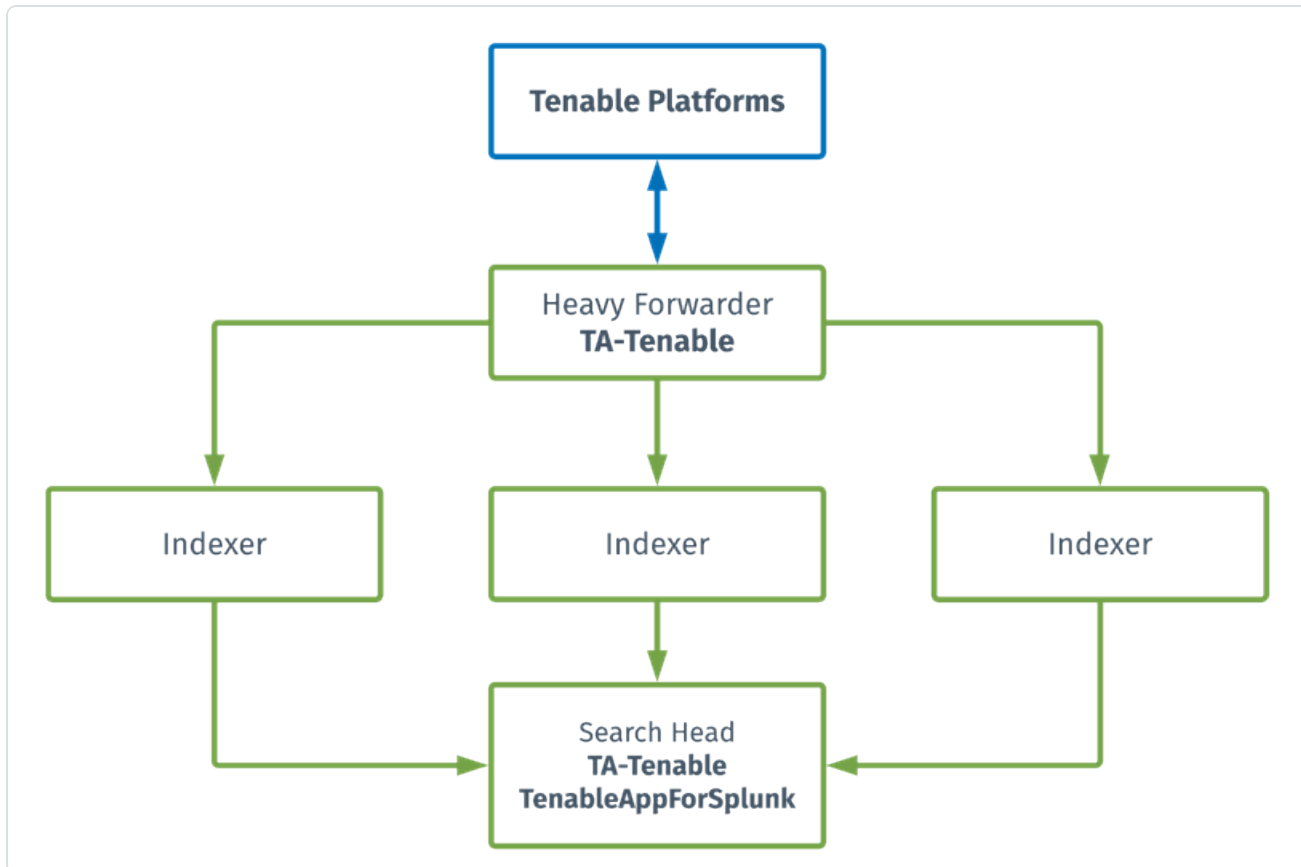 Tenable Platforms
Heavy Forwarder
TA-Tenable
Indexer
Indexer
Indexer
Search Head
TA-Tenable
TenableAppForSplunk